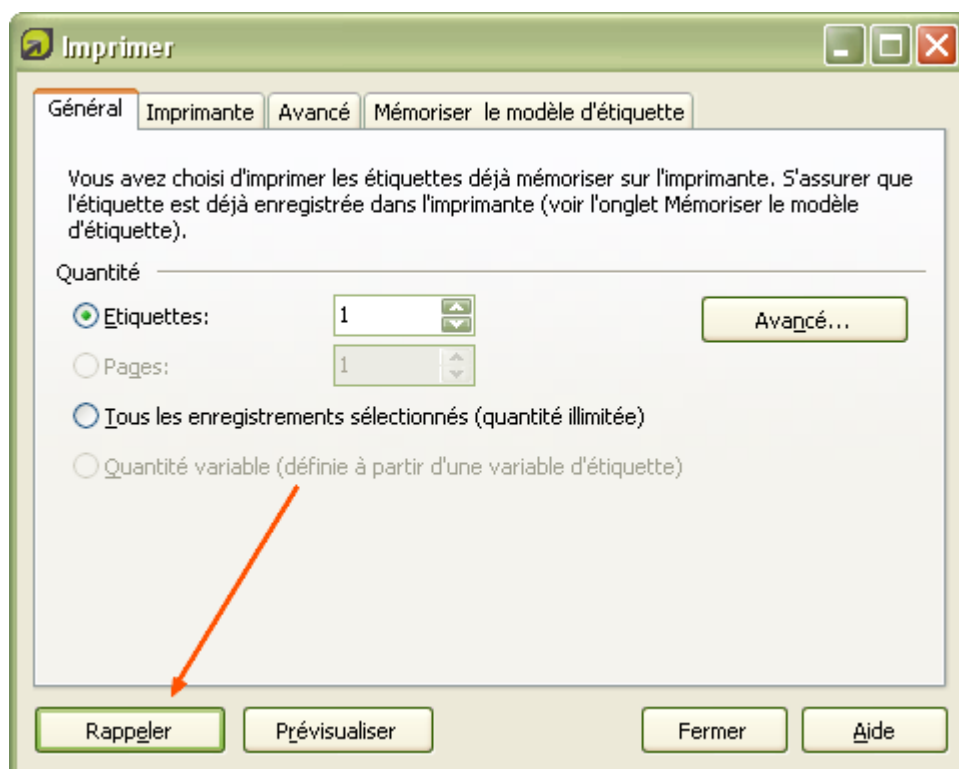 Imprimer
Général Imprimante Avancé Mémoriser le modèle d'étiquette
Vous avez choisi d'imprimer les étiquettes déjà mémoriser sur l'imprimante. S'assurer que
l'étiquette est déjà enregistrée dans l'imprimante (voir l'onglet Mémoriser le modèle
d'étiquette).
Quantité
Etiquettes: 1 Avancé...
Pages: 1
Tous les enregistrements sélectionnés (quantité illimitée)
Quantité variable (définie à partir d'une variable d'étiquette)
Rappeler Prévisualiser Fermer Aide